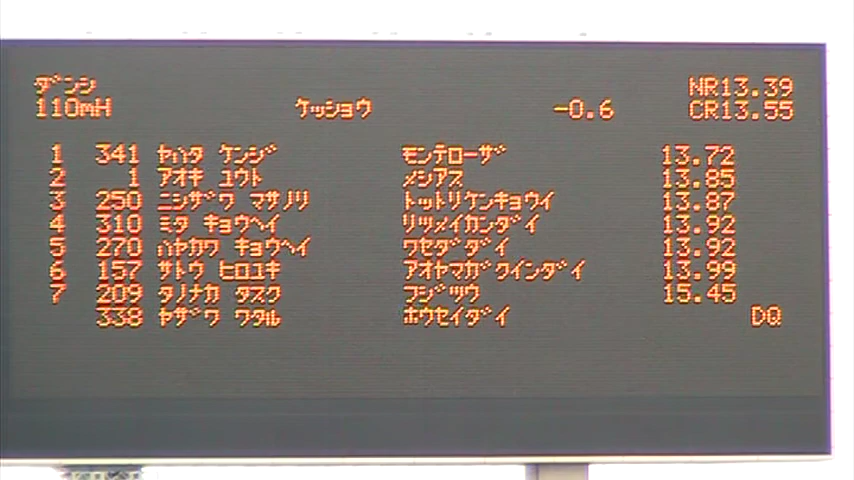 ダンシ NR13.39
110mH ケッショウ -0.6 CR13.55
1 341 ヤハタ ケンジ モンテローザ 13.72
2 1 アオキ ユウト メシアス 13.85
3 250 ニシザワ マサノリ トットリケンキョウイ 13.87
4 310 ミタ キョウヘイ リツメイカンダイ 13.92
5 270 ハヤカワ キョウヘイ ワセダダイ 13.92
6 157 サトウ ヒロユキ アオヤマガクインダイ 13.99
7 209 タノナカ タスク フジツウ 15.45
338 ヤザワ ワタル ホウセイダイ DQ